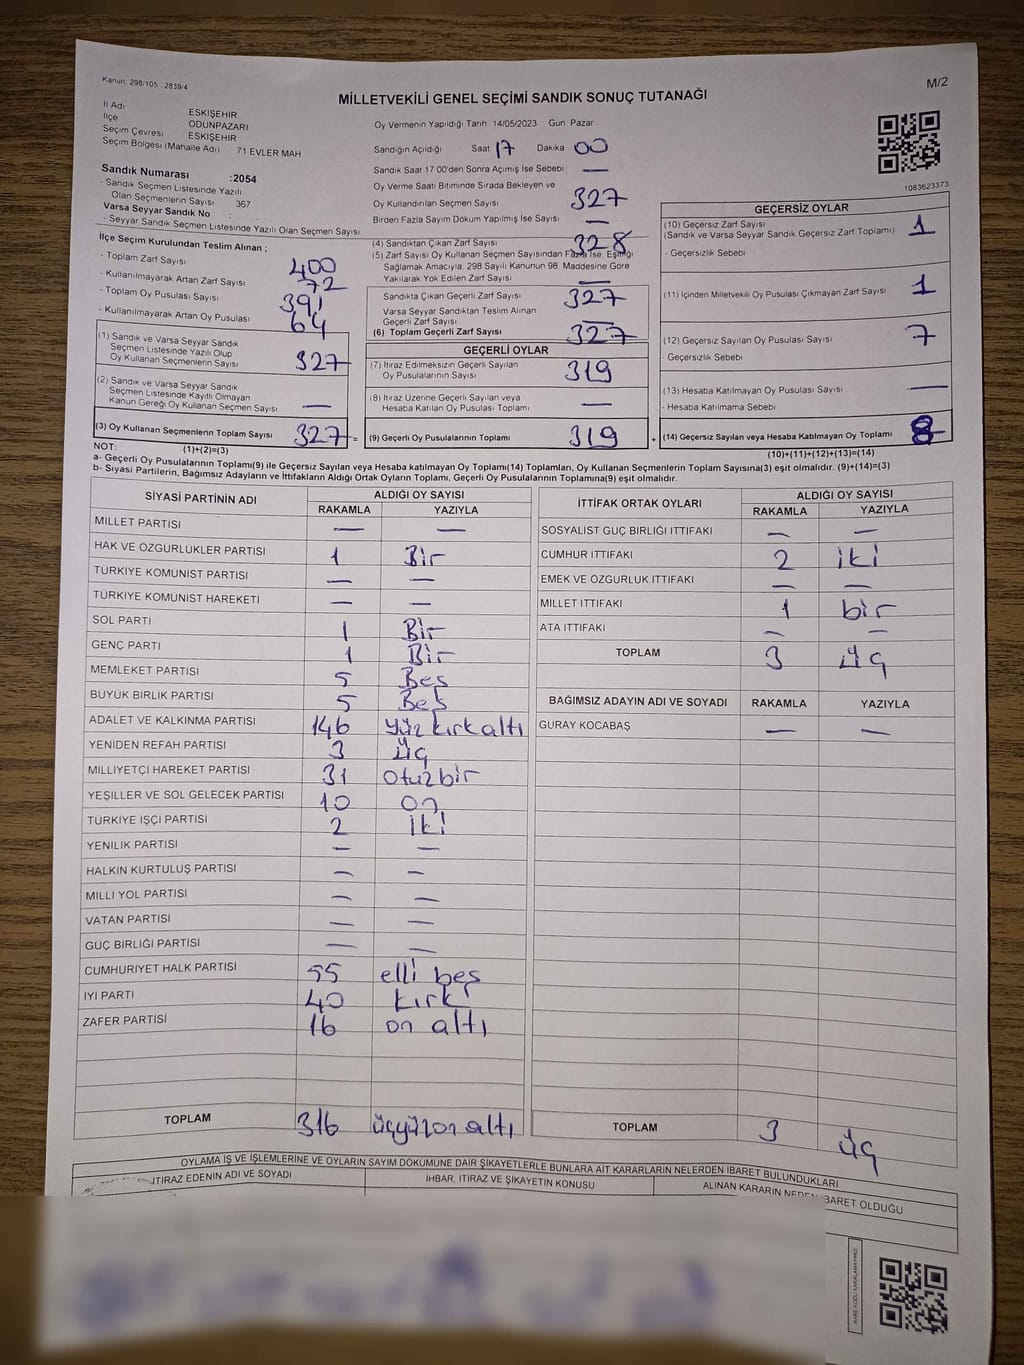 Kanun. 298/105 . 2839/4
M/2
MİLLETVEKİLİ GENEL SEÇİMİ SANDIK SONUÇ TUTANAĞI
İl Adı ESKİŞEHİR
İlçe ODUNPAZARI
Seçim Çevresi ESKİŞEHİR
Seçim Bölgesi (Mahalle Adı) 71 EVLER MAH
Sandık Numarası :2054
- Sandık Seçmen Listesinde Yazılı
Olan Seçmenlerin Sayısı 367
Varsa Seyyar Sandık No :
- Seyyar Sandık Seçmen Listesinde Yazılı Olan Seçmen Sayısı
Oy Vermenin Yapıldığı Tarih 14/05/2023 Gün Pazar
Sandığın Açıldığı Saat 17 Dakika 00
Sandık Saat 17 00'den Sonra Açımış İse Sebebi —
Oy Verme Saati Bitiminde Sırada Bekleyen ve
Oy Kullandırılan Seçmen Sayısı 327
Birden Fazla Sayım Döküm Yapılmış İse Sayısı —
1083623373
İlçe Seçim Kurulundan Teslim Alınan ;
- Toplam Zarf Sayısı 400
- Kullanılmayarak Artan Zarf Sayısı 72
- Toplam Oy Pusulası Sayısı 391
- Kullanılmayarak Artan Oy Pusulası 64
(1) Sandık ve Varsa Seyyar Sandık
Seçmen Listesinde Yazılı Olup
Oy Kullanan Seçmenlerin Sayısı 327
(2) Sandık ve Varsa Seyyar Sandık
Seçmen Listesinde Kayıtlı Olmayan
Kanun Gereği Oy Kullanan Seçmen Sayısı —
(3) Oy Kullanan Seçmenlerin Toplam Sayısı 327 =
(4) Sandıktan Çıkan Zarf Sayısı 328
(5) Zarf Sayısı Oy Kullanan Seçmen Sayısından Fazla İse, Eşitliği
Sağlamak Amacıyla, 298 Sayılı Kanunun 98. Maddesine Göre
Yakılarak Yok Edilen Zarf Sayısı —
Sandıkta Çıkan Geçerli Zarf Sayısı 327
Varsa Seyyar Sandıktan Teslim Alınan
Geçerli Zarf Sayısı —
(6) Toplam Geçerli Zarf Sayısı 327
GEÇERLİ OYLAR
(7) İtiraz Edilmeksizin Geçerli Sayılan
Oy Pusulalarının Sayısı 319
(8) İtiraz Üzerine Geçerli Sayılan veya
Hesaba Katılan Oy Pusulası Toplamı —
(9) Geçerli Oy Pusulalarının Toplamı 319 +
GEÇERSİZ OYLAR
(10) Geçersiz Zarf Sayısı
(Sandık ve Varsa Seyyar Sandık Geçersiz Zarf Toplamı) 1
- Geçersizlik Sebebi
(11) İçinden Milletvekili Oy Pusulası Çıkmayan Zarf Sayısı 1
(12) Geçersiz Sayılan Oy Pusulası Sayısı 7
- Geçersizlik Sebebi
(13) Hesaba Katılmayan Oy Pusulası Sayısı —
- Hesaba Katılmama Sebebi
(14) Geçersiz Sayılan veya Hesaba Katılmayan Oy Toplamı 8
NOT: (1)+(2)=(3)
(10)+(11)+(12)+(13)=(14)
a- Geçerli Oy Pusulalarının Toplamı(9) ile Geçersiz Sayılan veya Hesaba katılmayan Oy Toplamı(14) Toplamları, Oy Kullanan Seçmenlerin Toplam Sayısına(3) eşit olmalıdır. (9)+(14)=(3)
b- Siyasi Partilerin, Bağımsız Adayların ve İttifakların Aldığı Ortak Oyların Toplamı, Geçerli Oy Pusulalarının Toplamına(9) eşit olmalıdır.
SİYASİ PARTİNİN ADI ALDIĞI OY SAYISI
RAKAMLA YAZIYLA
MİLLET PARTİSİ — —
HAK VE ÖZGÜRLÜKLER PARTİSİ 1 Bir
TÜRKİYE KOMÜNİST PARTİSİ — —
TÜRKİYE KOMÜNİST HAREKETİ — —
SOL PARTİ 1 Bir
GENÇ PARTİ 1 Bir
MEMLEKET PARTİSİ 5 Beş
BÜYÜK BİRLİK PARTİSİ 5 Beş
ADALET VE KALKINMA PARTİSİ 146 yüz kırk altı
YENİDEN REFAH PARTİSİ 3 üç
MİLLİYETÇİ HAREKET PARTİSİ 31 otuz bir
YEŞİLLER VE SOL GELECEK PARTİSİ 10 on
TÜRKİYE İŞÇİ PARTİSİ 2 iki
YENİLİK PARTİSİ — —
HALKIN KURTULUŞ PARTİSİ — —
MİLLİ YOL PARTİSİ — —
VATAN PARTİSİ — —
GÜÇ BİRLİĞİ PARTİSİ — —
CUMHURİYET HALK PARTİSİ 55 elli beş
İYİ PARTİ 40 kırk
ZAFER PARTİSİ 16 on altı
TOPLAM 316 üçyüz on altı
İTTİFAK ORTAK OYLARI ALDIĞI OY SAYISI
RAKAMLA YAZIYLA
SOSYALİST GÜÇ BİRLİĞİ İTTİFAKI — —
CUMHUR İTTİFAKI 2 iki
EMEK VE ÖZGÜRLÜK İTTİFAKI — —
MİLLET İTTİFAKI 1 bir
ATA İTTİFAKI — —
TOPLAM 3 üç
BAĞIMSIZ ADAYIN ADI VE SOYADI RAKAMLA YAZIYLA
GÜRAY KOCABAŞ — —
TOPLAM 3 üç
OYLAMA İŞ VE İŞLEMLERİNE VE OYLARIN SAYIM DÖKÜMÜNE DAİR ŞİKAYETLERLE BUNLARA AİT KARARLARIN NELERDEN İBARET BULUNDUKLARI
İTİRAZ EDENİN ADI VE SOYADI İHBAR, İTİRAZ VE ŞİKAYETİN KONUSU ALINAN KARARIN NEDEN İBARET OLDUĞU